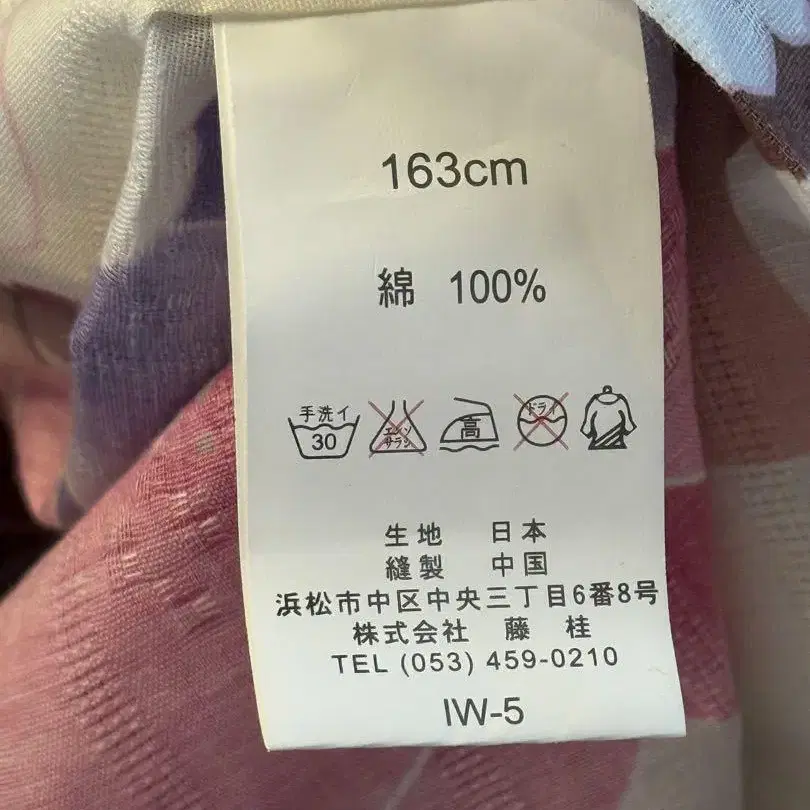 163cm
綿 100%
手洗イ
30
エンソ
サラシ
高
ドライ
生地 日本
縫製 中国
浜松市中区中央三丁目6番8号
株式会社 藤桂
TEL (053) 459-0210
IW-5